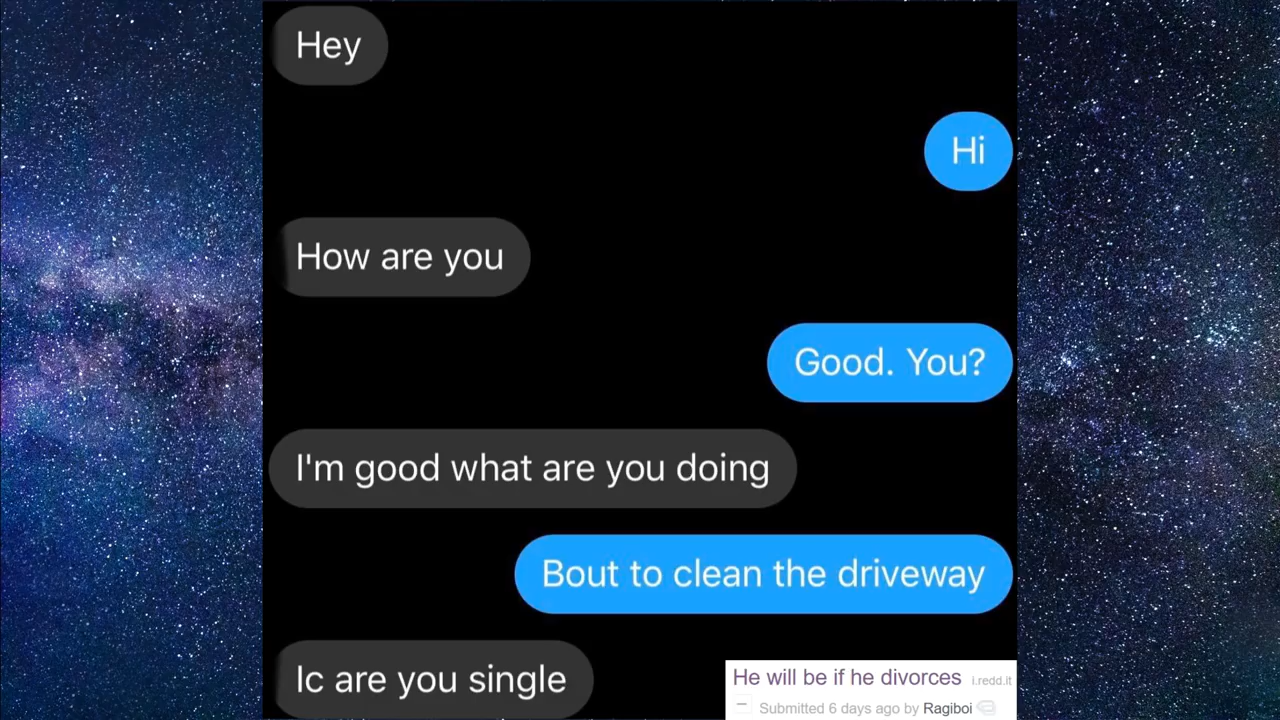 Hey
Hi
How are you
Good. You?
I'm good what are you doing
Bout to clean the driveway
Ic are you single
He will be if he divorces i.redd.it
Submitted 6 days ago by Ragiboi